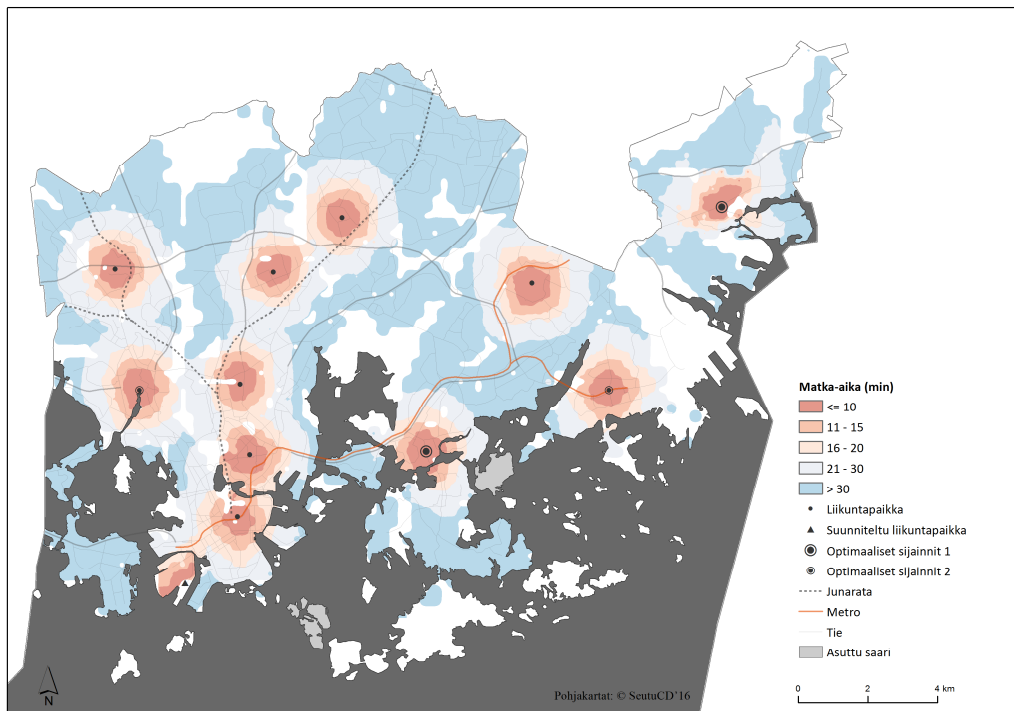 Matka-aika (min)
<= 10
11 - 15
16 - 20
21 - 30
> 30
Liikuntapaikka
Suunniteltu liikuntapaikka
Optimaaliset sijainnit 1
Optimaaliset sijainnit 2
Junarata
Metro
Tie
Asuttu saari
N
Pohjakartat: © SeutuCD'16
0 2 4 km